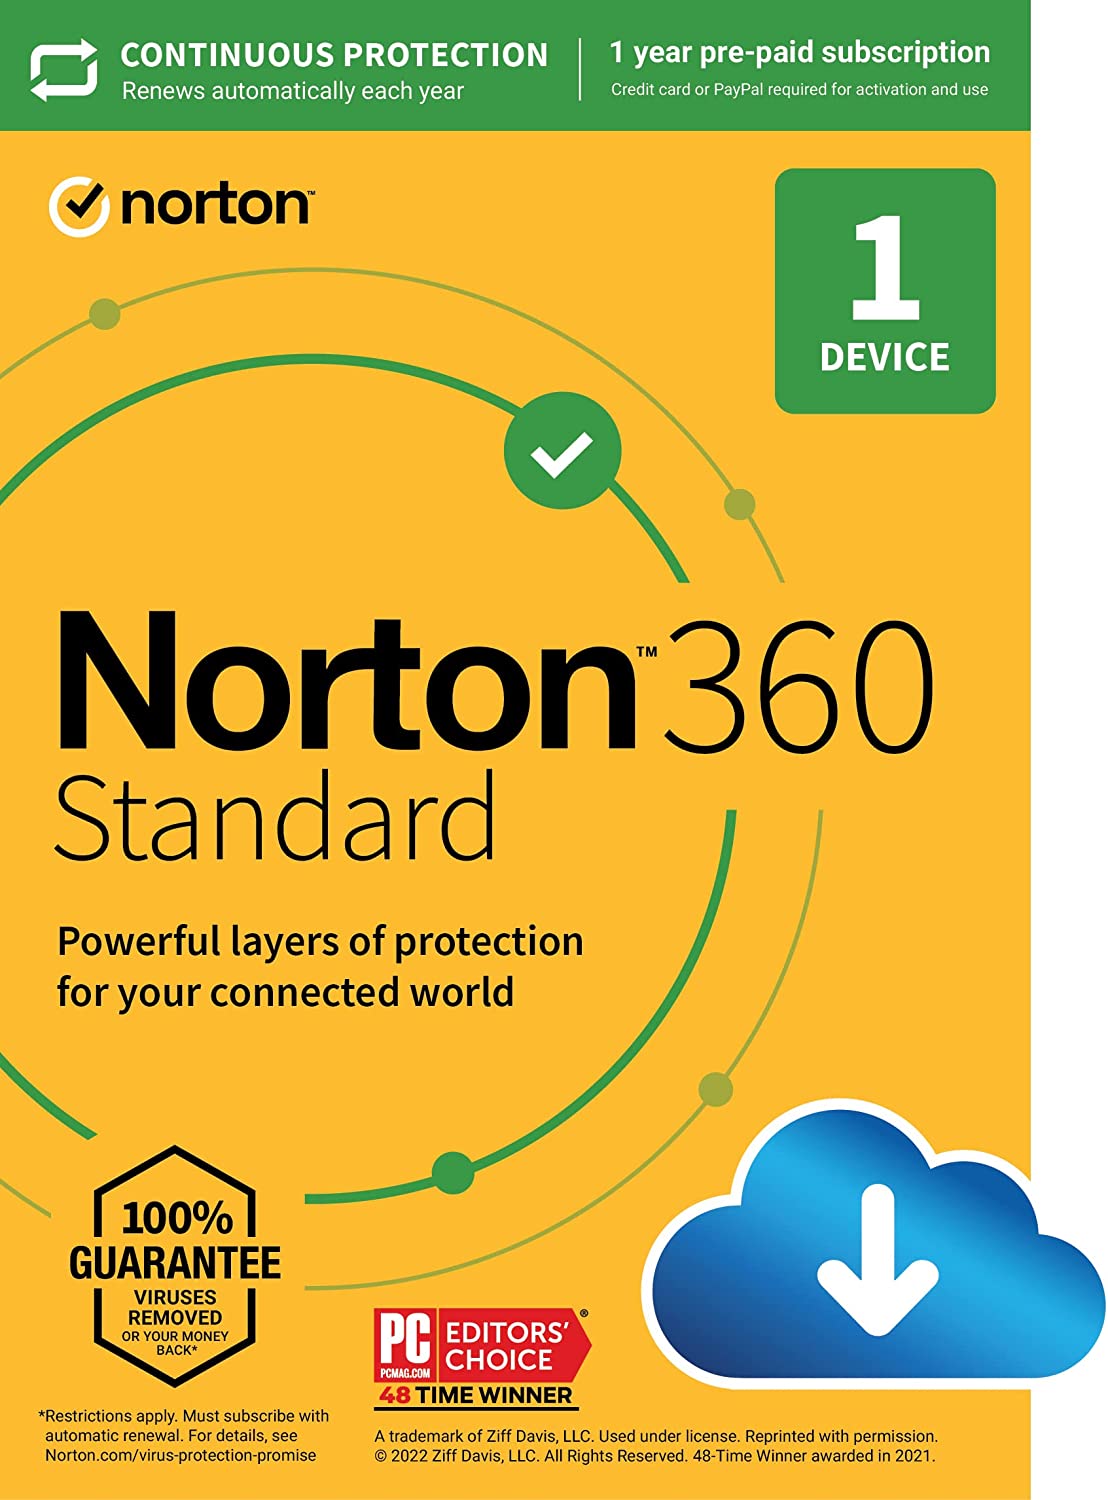 CONTINUOUS PROTECTION
Renews automatically each year
1 year pre-paid subscription
Credit card or PayPal required for activation and use
norton™
1
DEVICE
Norton™ 360
Standard
Powerful layers of protection
for your connected world
100%
GUARANTEE
VIRUSES
REMOVED
OR YOUR MONEY
BACK*
*Restrictions apply. Must subscribe with
automatic renewal. For details, see
Norton.com/virus-protection-promise
PC
PCMAG.COM
EDITORS'
CHOICE
®
48 TIME WINNER
A trademark of Ziff Davis, LLC. Used under license. Reprinted with permission.
© 2022 Ziff Davis, LLC. All Rights Reserved. 48-Time Winner awarded in 2021.